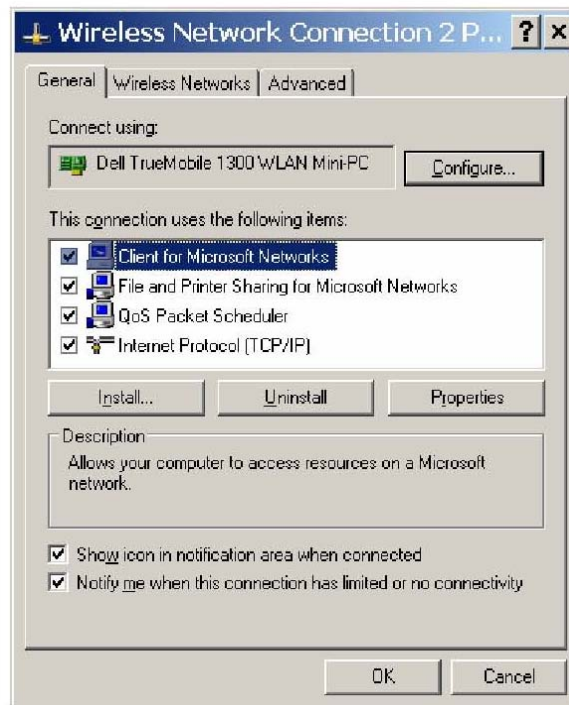 Wireless Network Connection 2 P... ? ×
General Wireless Networks Advanced
Connect using:
Dell TrueMobile 1300 WLAN Mini-PC Configure...
This connection uses the following items:
Client for Microsoft Networks
File and Printer Sharing for Microsoft Networks
QoS Packet Scheduler
Internet Protocol (TCP/IP)
Install... Uninstall Properties
Description
Allows your computer to access resources on a Microsoft
network.
Show icon in notification area when connected
Notify me when this connection has limited or no connectivity
OK Cancel